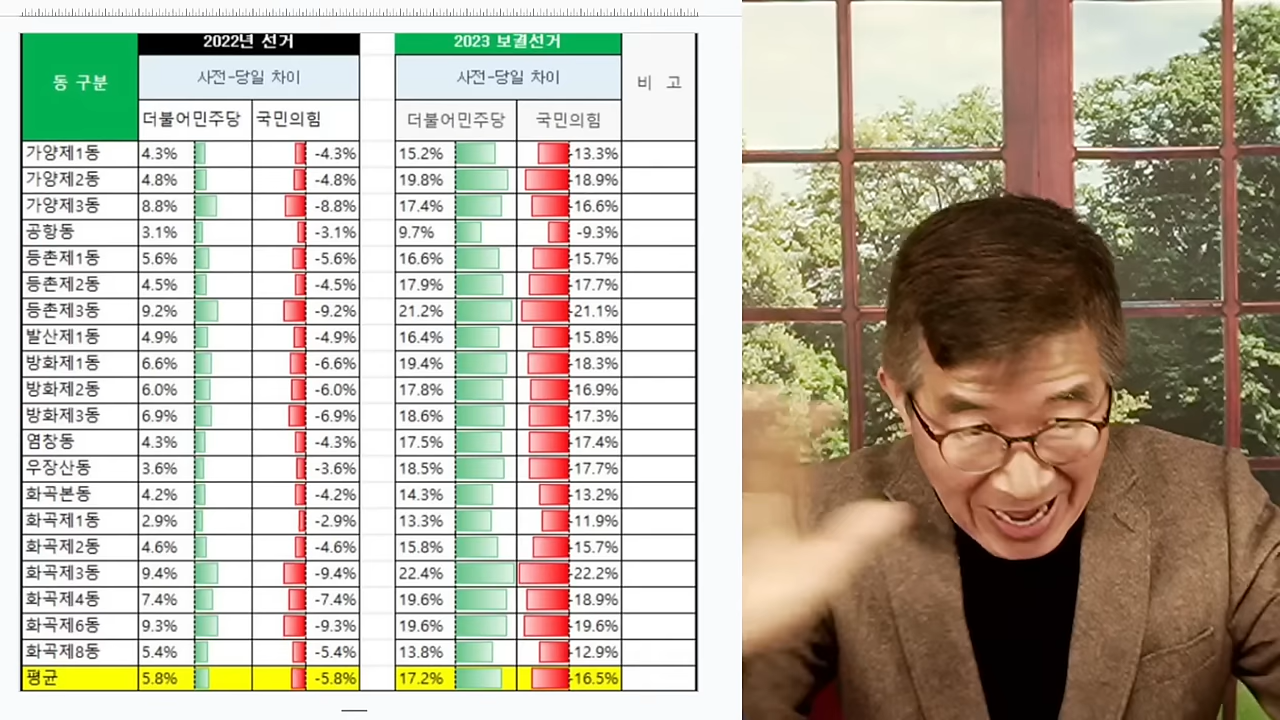 동 구분 2022년 선거 2023 보궐선거 비 고
사전-당일 차이 사전-당일 차이
더불어민주당 국민의힘 더불어민주당 국민의힘
가양제1동 4.3% -4.3% 15.2% -13.3%
가양제2동 4.8% -4.8% 19.8% -18.9%
가양제3동 8.8% -8.8% 17.4% -16.6%
공항동 3.1% -3.1% 9.7% -9.3%
등촌제1동 5.6% -5.6% 16.6% -15.7%
등촌제2동 4.5% -4.5% 17.9% -17.7%
등촌제3동 9.2% -9.2% 21.2% -21.1%
발산제1동 4.9% -4.9% 16.4% -15.8%
방화제1동 6.6% -6.6% 19.4% -18.3%
방화제2동 6.0% -6.0% 17.8% -16.9%
방화제3동 6.9% -6.9% 18.6% -17.3%
염창동 4.3% -4.3% 17.5% -17.4%
우장산동 3.6% -3.6% 18.5% -17.7%
화곡본동 4.2% -4.2% 14.3% -13.2%
화곡제1동 2.9% -2.9% 13.3% -11.9%
화곡제2동 4.6% -4.6% 15.8% -15.7%
화곡제3동 9.4% -9.4% 22.4% -22.2%
화곡제4동 7.4% -7.4% 19.6% -18.9%
화곡제6동 9.3% -9.3% 19.6% -19.6%
화곡제8동 5.4% -5.4% 13.8% -12.9%
평균 5.8% -5.8% 17.2% -16.5%